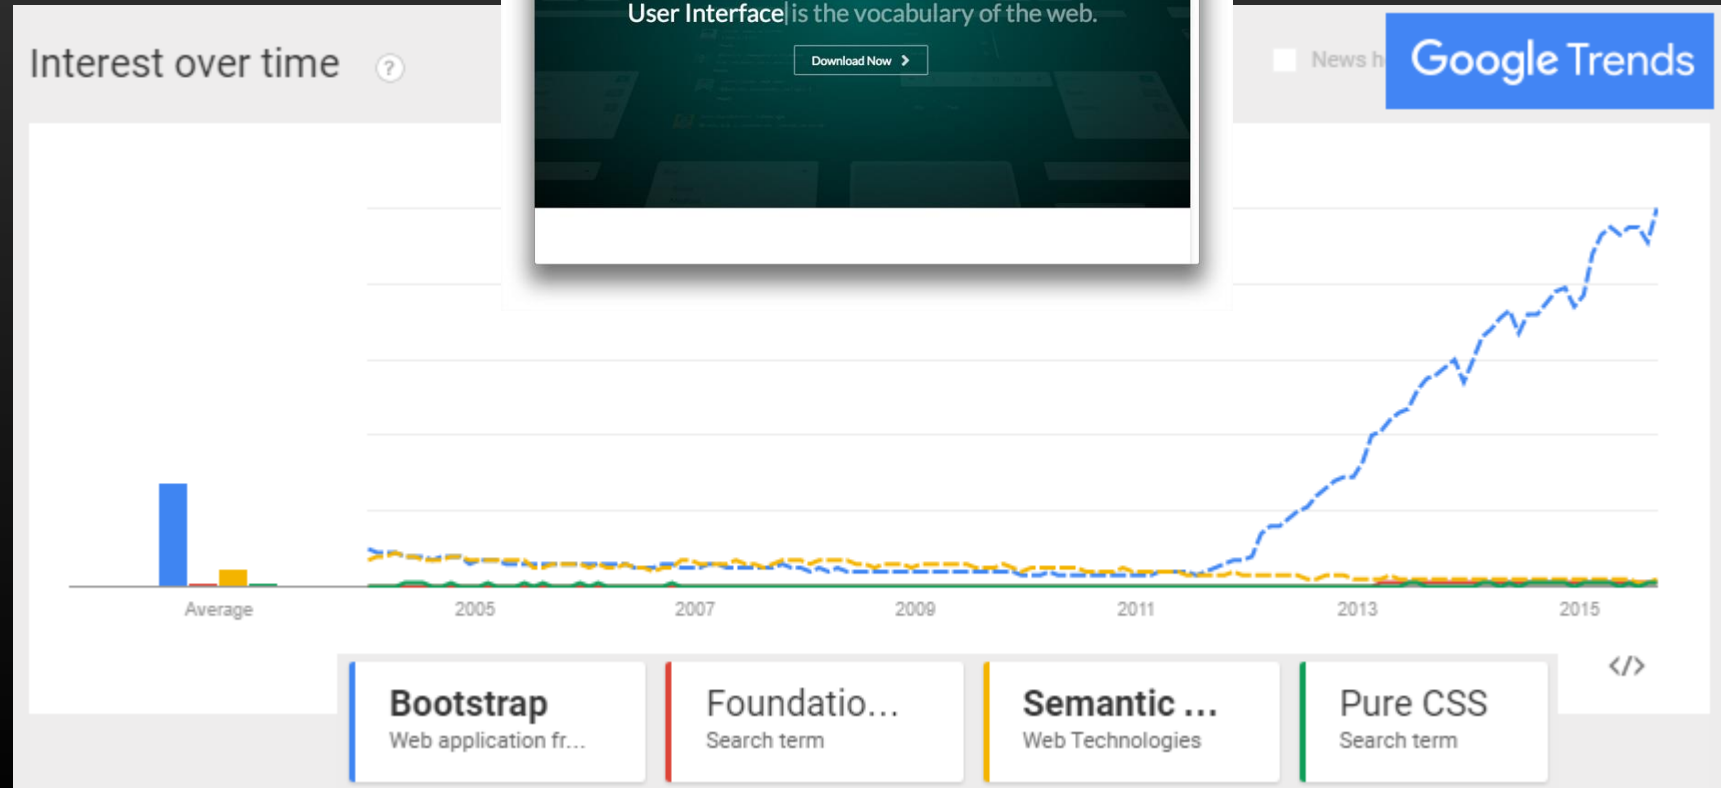 User Interface is the vocabulary of the web.
Download Now
Interest over time ?
News h
Google Trends
Average 2005 2007 2009 2011 2013 2015
</>
Bootstrap
Web application fr...
Foundatio...
Search term
Semantic ...
Web Technologies
Pure CSS
Search term